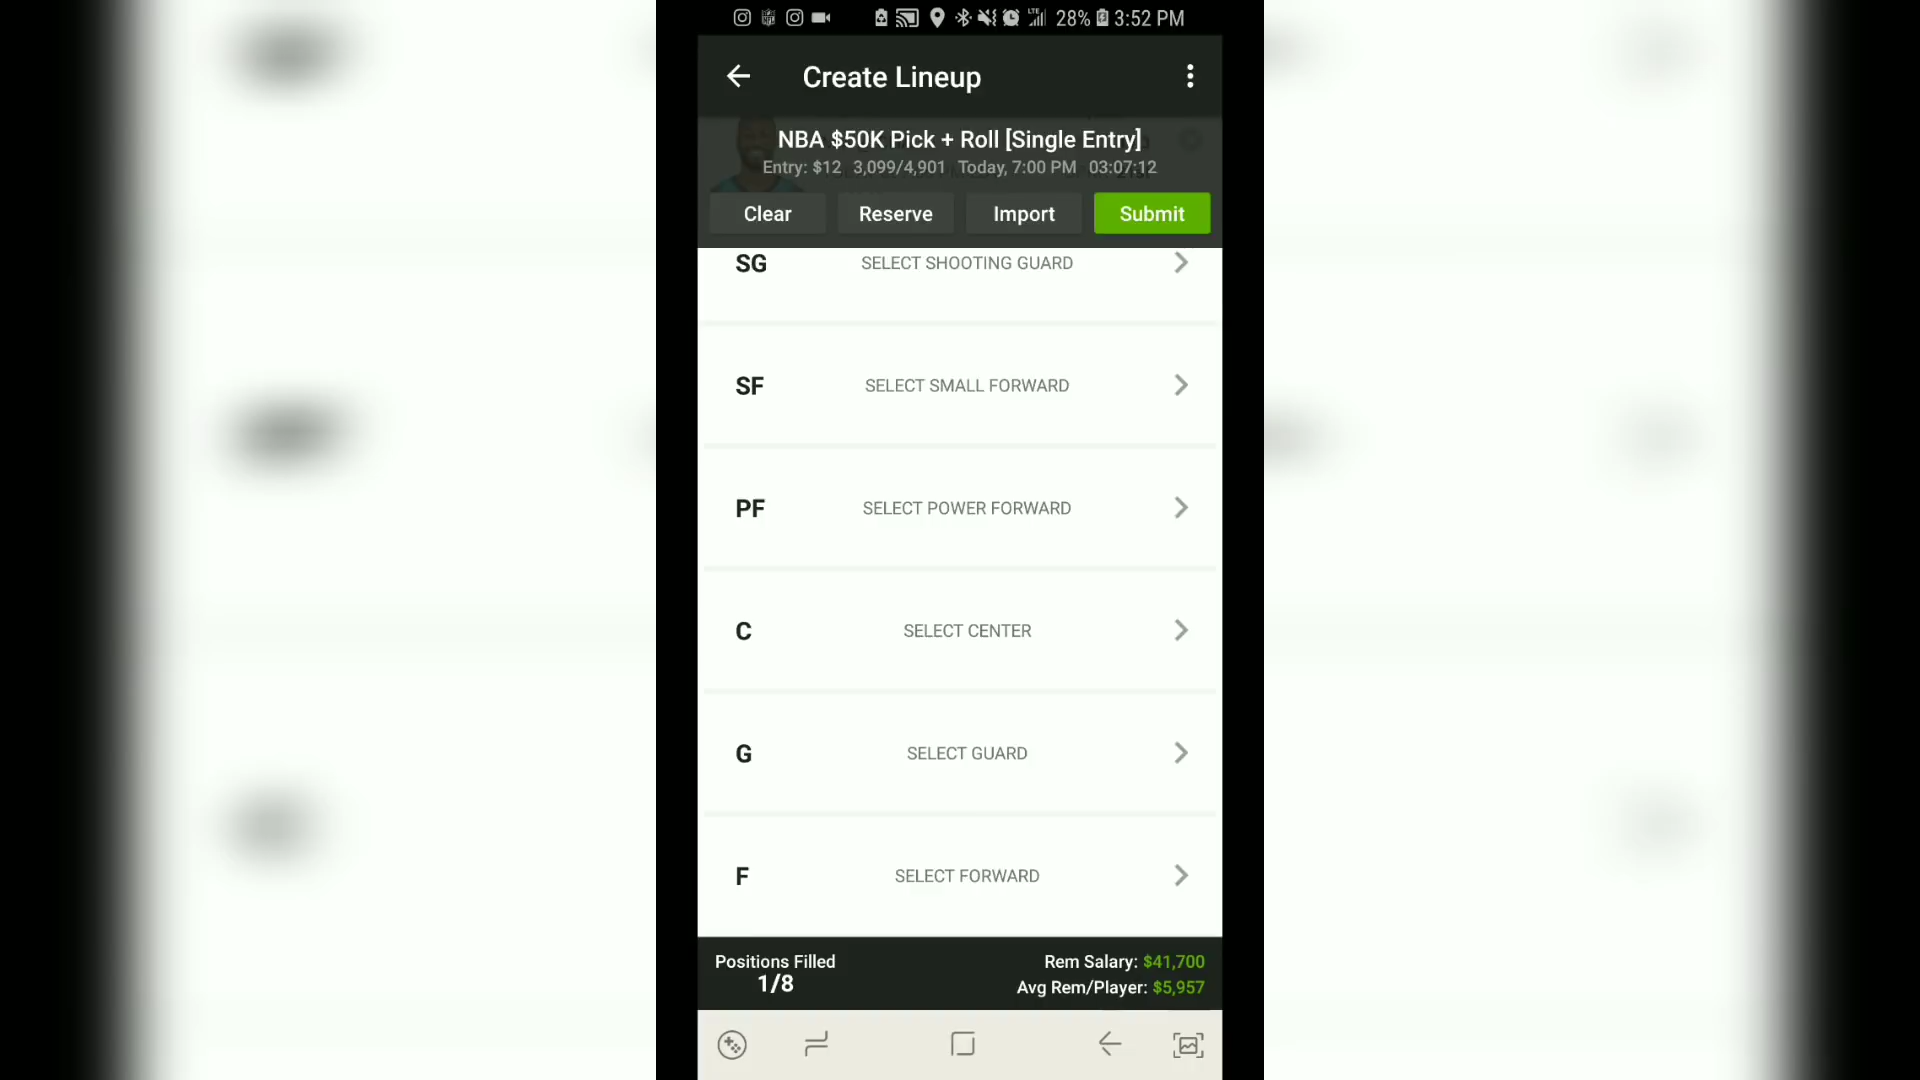 28% 3:52 PM
Create Lineup
NBA $50K Pick + Roll [Single Entry]
Entry: $12 3,099/4,901 Today, 7:00 PM 03:07:12
Clear Reserve Import Submit
SG SELECT SHOOTING GUARD
SF SELECT SMALL FORWARD
PF SELECT POWER FORWARD
C SELECT CENTER
G SELECT GUARD
F SELECT FORWARD
Positions Filled Rem Salary: $41,700
1/8 Avg Rem/Player: $5,957